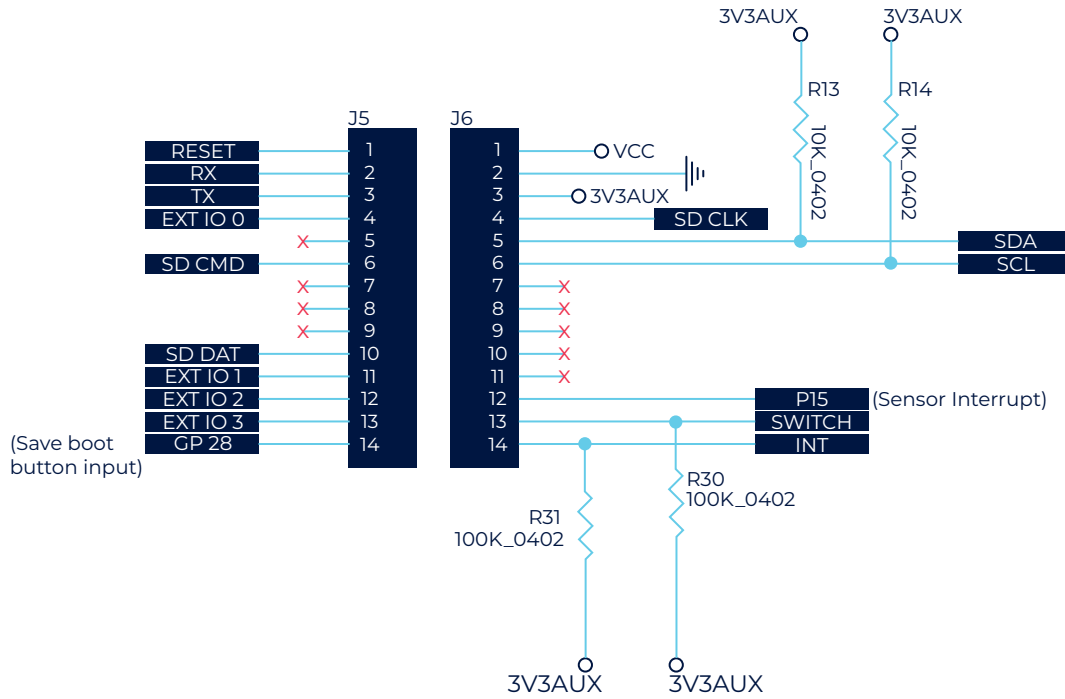 3V3AUX
3V3AUX
R13
R14
10K_0402
10K_0402
J5
J6
RESET
1
RX
2
TX
3
EXT IO 0
4
X
5
SD CMD
6
X
7
X
8
X
9
SD DAT
10
EXT IO 1
11
EXT IO 2
12
EXT IO 3
13
GP 28
14
(Save boot
button input)
1
VCC
2
3
3V3AUX
4
SD CLK
5
SDA
6
SCL
7
X
8
X
9
X
10
X
11
X
12
P15
(Sensor Interrupt)
13
SWITCH
14
INT
R30
100K_0402
R31
100K_0402
3V3AUX
3V3AUX